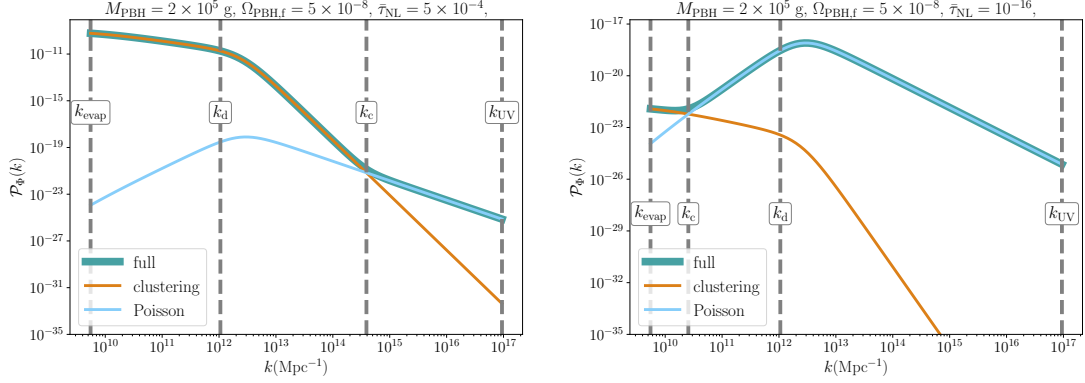 M_PBH = 2 × 10^5 g, Ω_PBH,f = 5 × 10^−8, τ̄_NL = 5 × 10^−4,
10^−11
10^−15
10^−19
10^−23
10^−27
10^−31
10^−35
P_Φ(k)
k_evap
k_d
k_c
k_UV
full
clustering
Poisson
10^10 10^11 10^12 10^13 10^14 10^15 10^16 10^17
k(Mpc^−1)
M_PBH = 2 × 10^5 g, Ω_PBH,f = 5 × 10^−8, τ̄_NL = 10^−16,
10^−17
10^−20
10^−23
10^−26
10^−29
10^−32
10^−35
P_Φ(k)
k_evap
k_c
k_d
k_UV
full
clustering
Poisson
10^10 10^11 10^12 10^13 10^14 10^15 10^16 10^17
k(Mpc^−1)